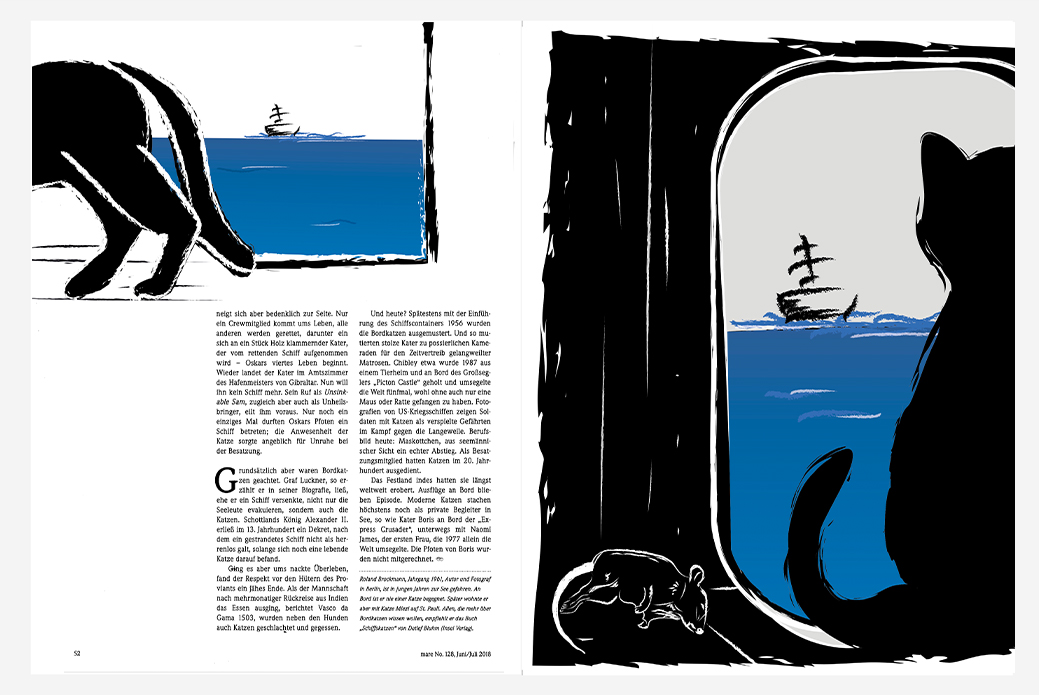 neigt sich aber bedenklich zur Seite. Nur
ein Crewmitglied kommt ums Leben, alle
anderen werden gerettet, darunter ein
sich an ein Stück Holz klammernder Kater,
der vom rettenden Schiff aufgenommen
wird – Oskars viertes Leben beginnt.
Wieder landet der Kater im Amtszimmer
des Hafenmeisters von Gibraltar. Nun will
ihn kein Schiff mehr. Sein Ruf als Unsink-
able Sam, zugleich aber auch als Unheils-
bringer, eilt ihm voraus. Nur noch ein
einziges Mal durften Oskars Pfoten ein
Schiff betreten; die Anwesenheit der
Katze sorgte angeblich für Unruhe bei
der Besatzung.
Grundsätzlich aber waren Bordkat-
zen geachtet. Graf Luckner, so er-
zählt er in seiner Biografie, ließ,
ehe er ein Schiff versenkte, nicht nur die
Seeleute evakuieren, sondern auch die
Katzen. Schottlands König Alexander II.
erließ im 13. Jahrhundert ein Dekret, nach
dem ein gestrandetes Schiff nicht als her-
renlos galt, solange sich noch eine lebende
Katze darauf befand.
Ging es aber ums nackte Überleben,
fand der Respekt vor den Hütern des Pro-
viants ein jähes Ende. Als der Mannschaft
nach mehrmonatiger Rückreise aus Indien
das Essen ausging, berichtet Vasco da
Gama 1503, wurden neben den Hunden
auch Katzen geschlachtet und gegessen.
Und heute? Spätestens mit der Einfüh-
rung des Schiffscontainers 1956 wurden
die Bordkatzen ausgemustert. Und so mu-
tierten stolze Kater zu possierlichen Kame-
raden für den Zeitvertreib gelangweilter
Matrosen. Chibley etwa wurde 1987 aus
einem Tierheim und an Bord des Großseg-
lers „Picton Castle“ geholt und umsegelte
die Welt fünfmal, wohl ohne auch nur eine
Maus oder Ratte gefangen zu haben. Foto-
grafien von US-Kriegsschiffen zeigen Sol-
daten mit Katzen als verspielte Gefährten
im Kampf gegen die Langeweile. Berufs-
bild heute: Maskottchen, aus seemänni-
scher Sicht ein echter Abstieg. Als Besat-
zungsmitglied hatten Katzen im 20. Jahr-
hundert ausgedient.
Das Festland indes hatten sie längst
weltweit erobert. Ausflüge an Bord blie-
ben Episode. Moderne Katzen stachen
höchstens noch als private Begleiter in
See, so wie Kater Boris an Bord der „Ex-
press Crusader“, unterwegs mit Naomi
James, der ersten Frau, die 1977 allein die
Welt umsegelte. Die Pfoten von Boris wur-
den nicht mitgerechnet.
Roland Brockmann, Jahrgang 1961, Autor und Fotograf
in Berlin, ist in jungen Jahren zur See gefahren. An
Bord ist er nie einer Katze begegnet. Später wohnte er
aber mit Kater Miezi auf St. Pauli. Allen, die mehr über
Bordkatzen wissen wollen, empfiehlt er das Buch
„Schiffskatzen“ von Detlef Bluhm (Insel Verlag).
52
mare No. 128, Juni/Juli 2018